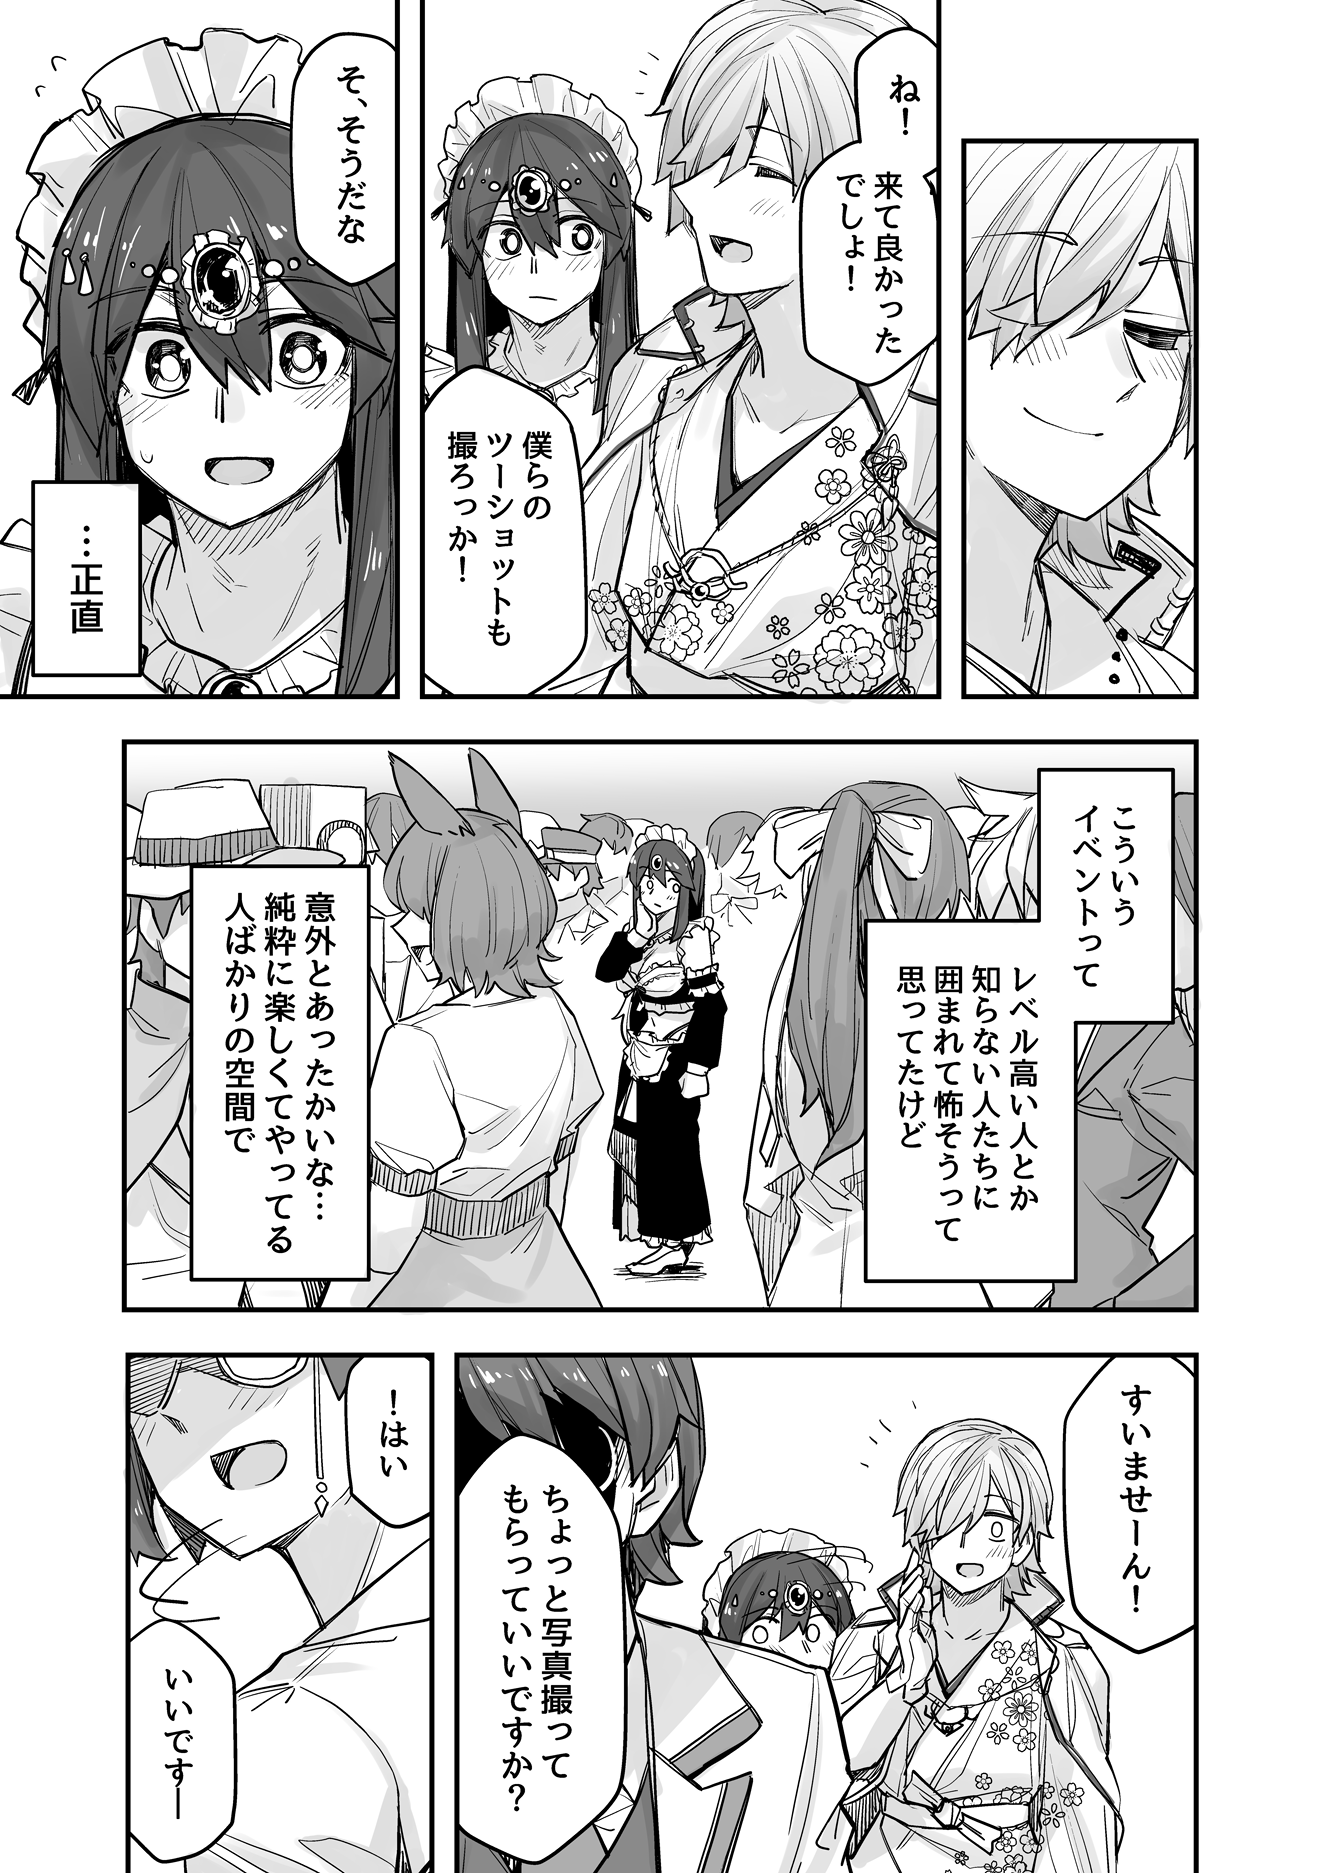 ね！
来て良かった
でしょ！
僕らの
ツーショットも
撮ろっか！
そ、そうだな
…正直
こういう
イベントって
レベル高い人とか
知らない人たちに
囲まれて怖そうって
思ってたけど
意外とあったかいな…
純粋に楽しくてやってる
人ばかりの空間で
すいませーん！
ちょっと写真撮って
もらっていいですか？
！はい
いいですー